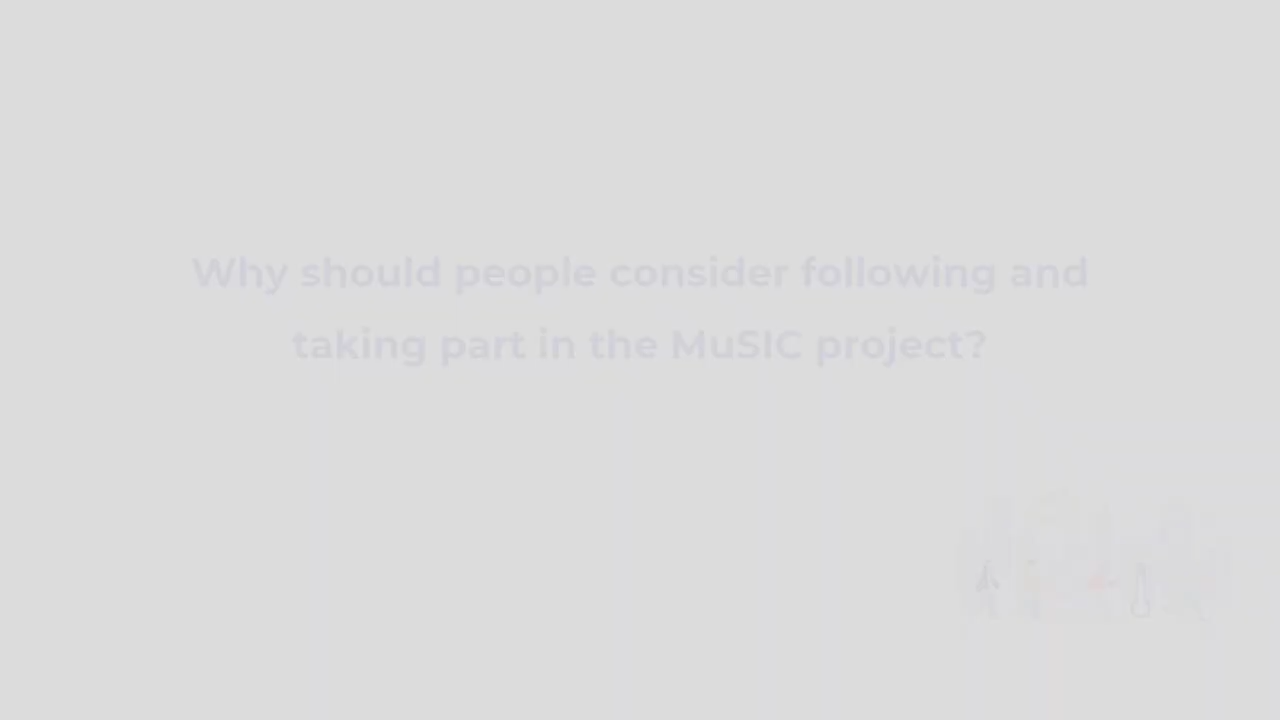 Why should people consider following and
taking part in the MuSIC project?